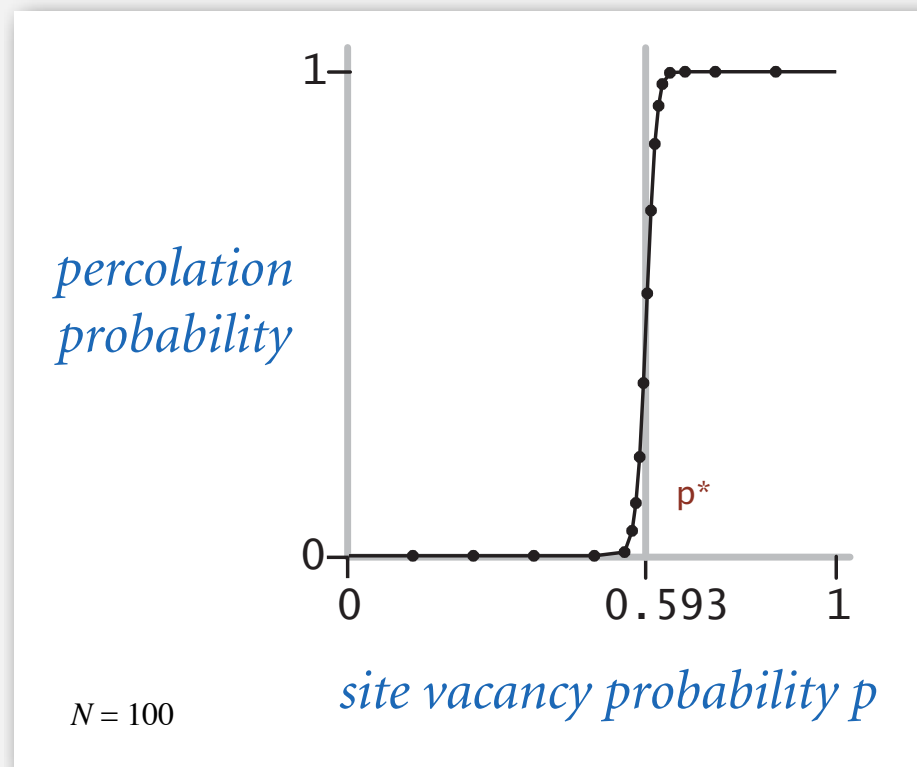 1
percolation
probability
p*
0
0
0.593
1
site vacancy probability p
N = 100